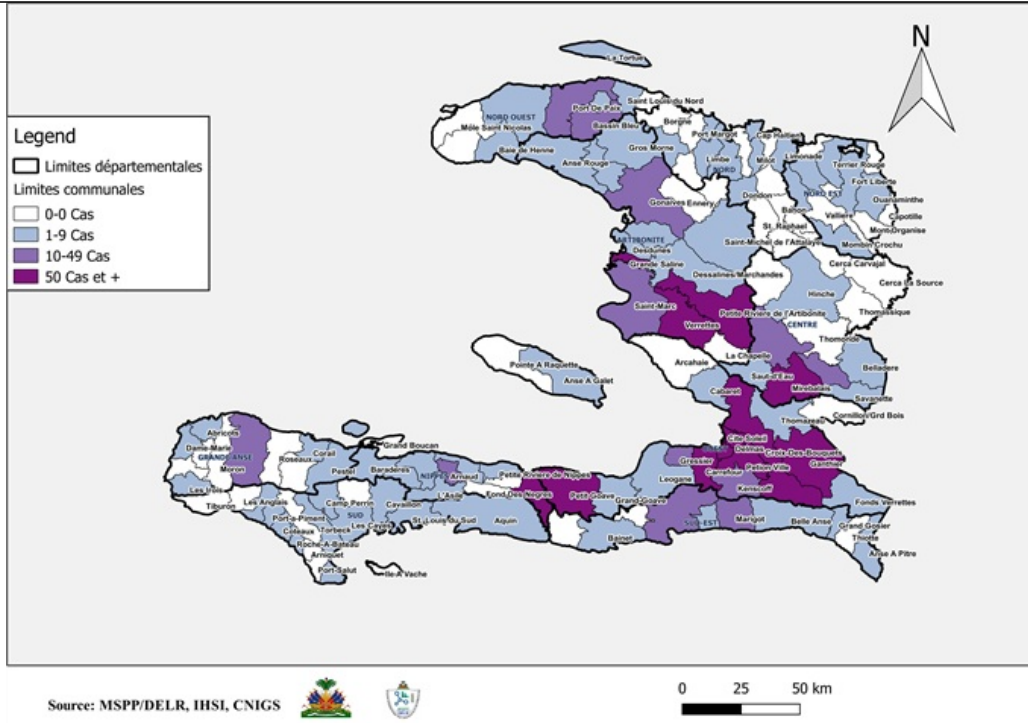 N
Legend
Limites départementales
Limites communales
0-0 Cas
1-9 Cas
10-49 Cas
50 Cas et +
La Tortue
Saint Louis du Nord
Port De Paix
NORD OUEST
Borgne
Môle Saint Nicolas
Bassin Bleu
Port Margot
Cap Haitien
Baie de Henne
Gros Morne
Limbe
Milot
Limonade
Terrier Rouge
Anse Rouge
NORD
Fort Liberte
NORD EST
Dondon
Ouanaminthe
Gonaives
Ennery
Bahon
Valliere
Capotille
St. Raphael
Mont Organise
ARTIBONITE
Saint-Michel de l'Attalaye
Mombin Crochu
Desdunes
Grande Saline
Cerca Carvajal
Dessalines/Marchandes
Cerca La Source
Hinche
Saint-Marc
Petite Rivière de l'Artibonite
Thomassique
Verrettes
CENTRE
Thomonde
La Chapelle
Pointe A Raquette
Arcahaie
Belladere
Anse A Galet
Saut d'Eau
Mirebalais
Cabaret
Savanette
Thomazeau
Cornillon/Grd Bois
Abricots
Grand Boucan
Cite Soleil
Dame-Marie
Corail
Delmas
Croix-Des-Bouquets
GRANDE ANSE
Roseaux
Gressier
Moron
Pestel
Baraderes
NIPPES
Arnaud
Petite Riviere de Nippes
Carrefour
Petion Ville
Ganthier
Leogane
Les Irois
L'Asile
Fond Des Negres
Petit Goave
Kenscoff
Tiburon
Les Anglais
Camp Perrin
Cavaillon
Grand-Goave
Fonds Verrettes
Port-a-Piment
SUD
St. Louis du Sud
Aquin
SUD-EST
Marigot
Belle Anse
Coteaux
Torbeck
Les Cayes
Bainet
Grand Gosier
Roche-A-Bateau
Thiotte
Arniquet
Anse A Pitre
Port-Salut
Ile A Vache
Source: MSPP/DELR, IHSI, CNIGS
0 25 50 km